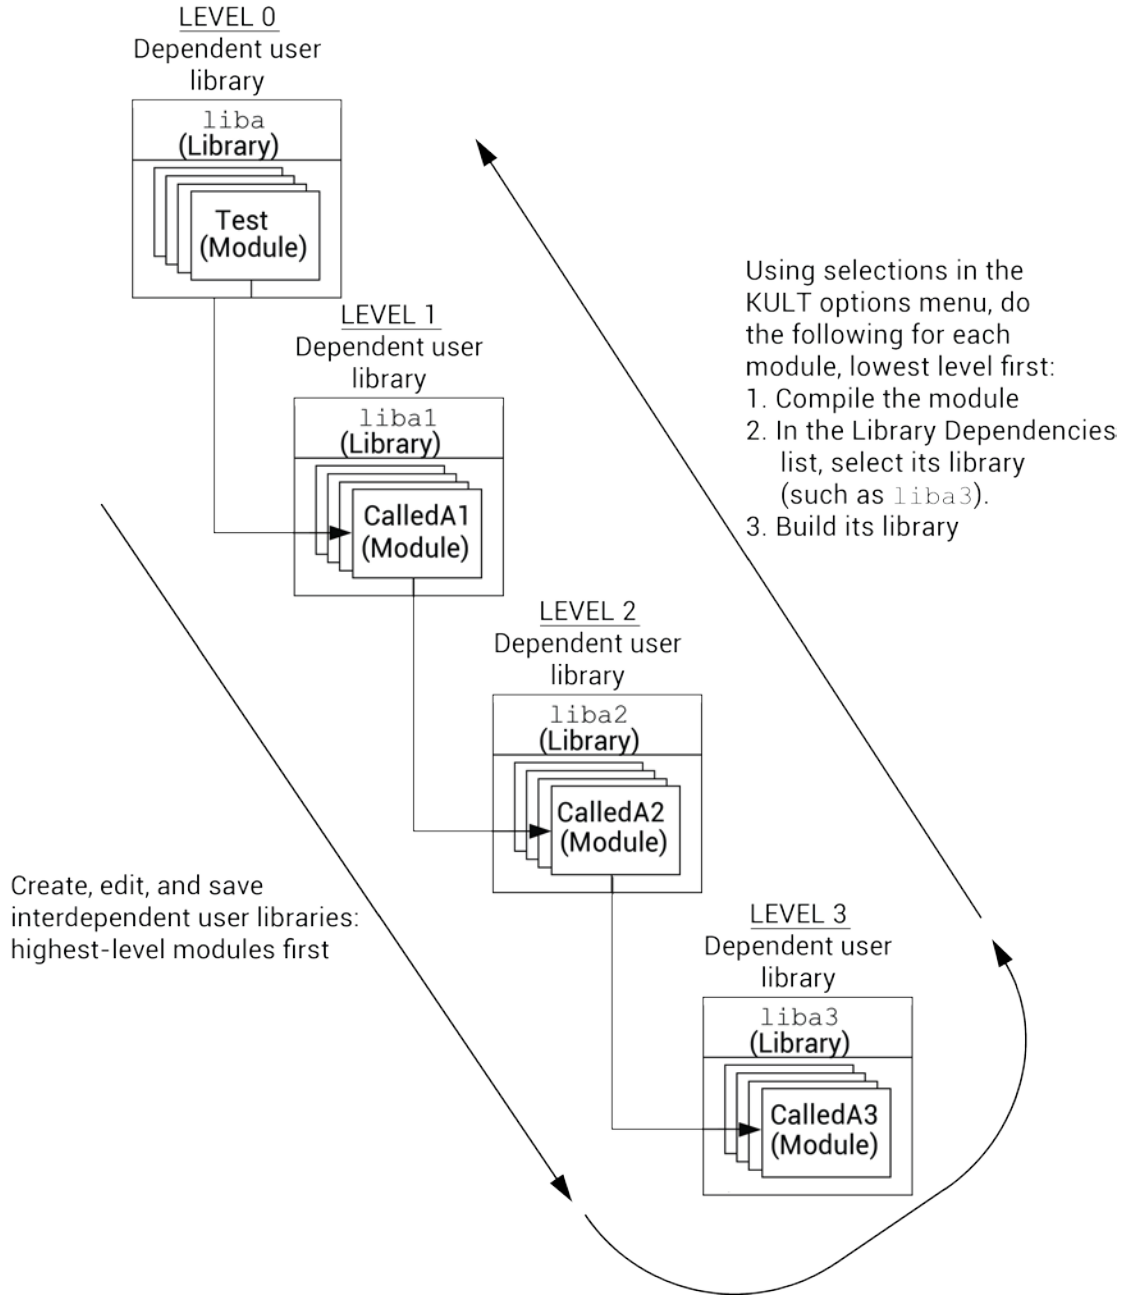 LEVEL 0
Dependent user
library
liba
(Library)
Test
(Module)
LEVEL 1
Dependent user
library
liba1
(Library)
CalledA1
(Module)
Using selections in the
KULT options menu, do
the following for each
module, lowest level first:
1. Compile the module
2. In the Library Dependencies
list, select its library
(such as liba3).
3. Build its library
LEVEL 2
Dependent user
library
liba2
(Library)
CalledA2
(Module)
Create, edit, and save
interdependent user libraries:
highest-level modules first
LEVEL 3
Dependent user
library
liba3
(Library)
CalledA3
(Module)